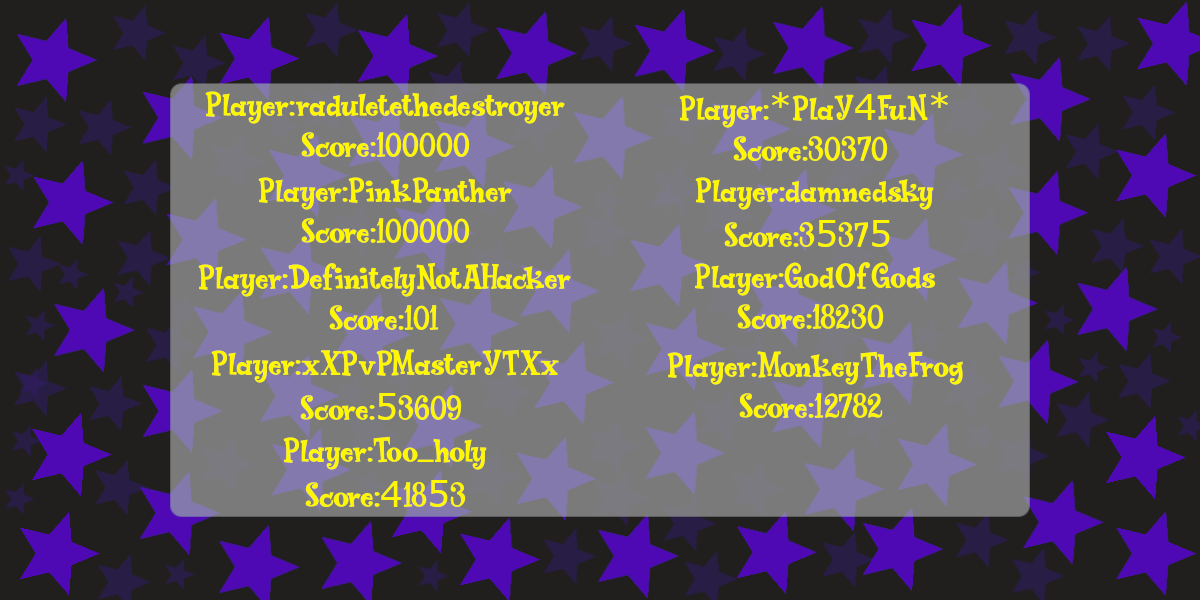 Player:raduletethedestroyer
Score:100000
Player:PinkPanther
Score:100000
Player:DefinitelyNotAHacker
Score:101
Player:xXPvPMasterYTXx
Score:53609
Player:Too_holy
Score:41853
Player:*PlaY4FuN*
Score:30370
Player:damnedsky
Score:35375
Player:GodOfGods
Score:18230
Player:MonkeyTheFrog
Score:12782